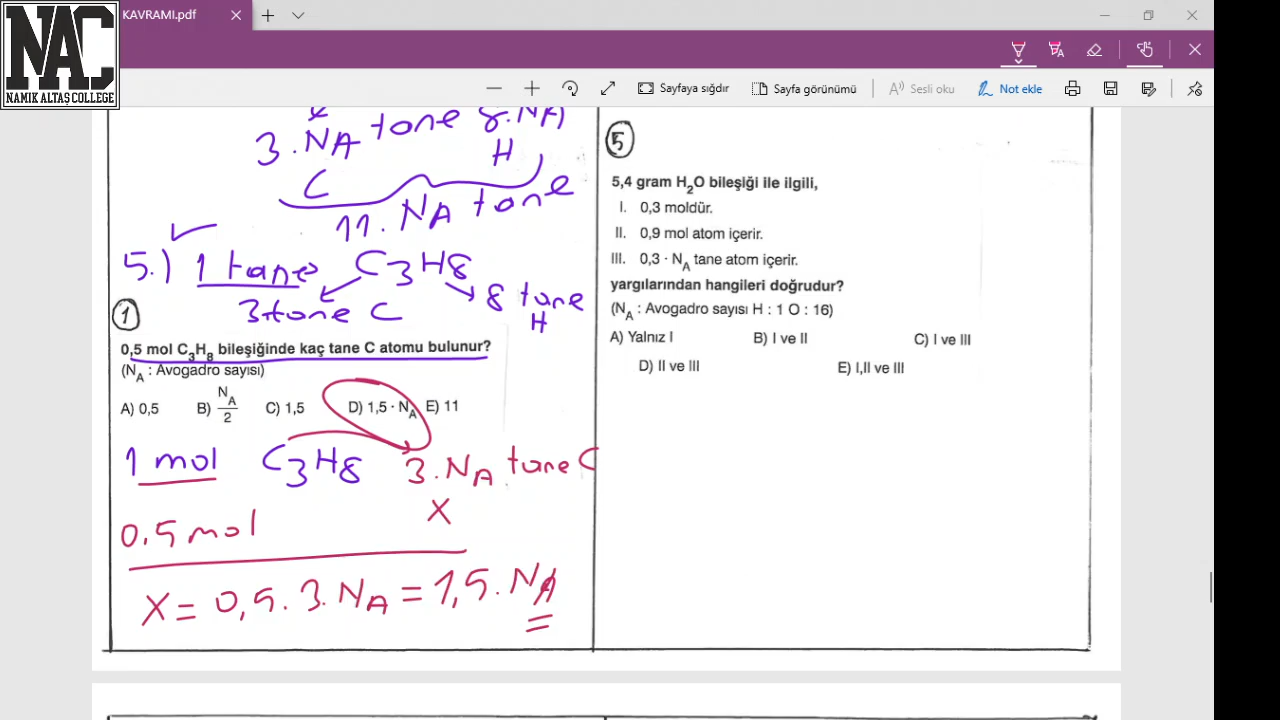 NAC
NAMIK ALTAŞ COLLEGE
KAVRAMI.pdf
Sayfaya sığdır
Sayfa görünümü
Sesli oku
Not ekle
3.NA tane 8.NA
C H
11.NA tane
5.) 1 tane C3H8
3 tane C 8 tane H
1
0,5 mol C3H8 bileşiğinde kaç tane C atomu bulunur?
(NA : Avogadro sayısı)
A) 0,5 B) NA/2 C) 1,5 D) 1,5 · NA E) 11
1 mol C3H8 3.NA tane C
0,5 mol X
X = 0,5.3.NA = 1,5.NA
5
5,4 gram H2O bileşiği ile ilgili,
I. 0,3 moldür.
II. 0,9 mol atom içerir.
III. 0,3 · NA tane atom içerir.
yargılarından hangileri doğrudur?
(NA : Avogadro sayısı H : 1 O : 16)
A) Yalnız I B) I ve II C) I ve III
D) II ve III E) I,II ve III